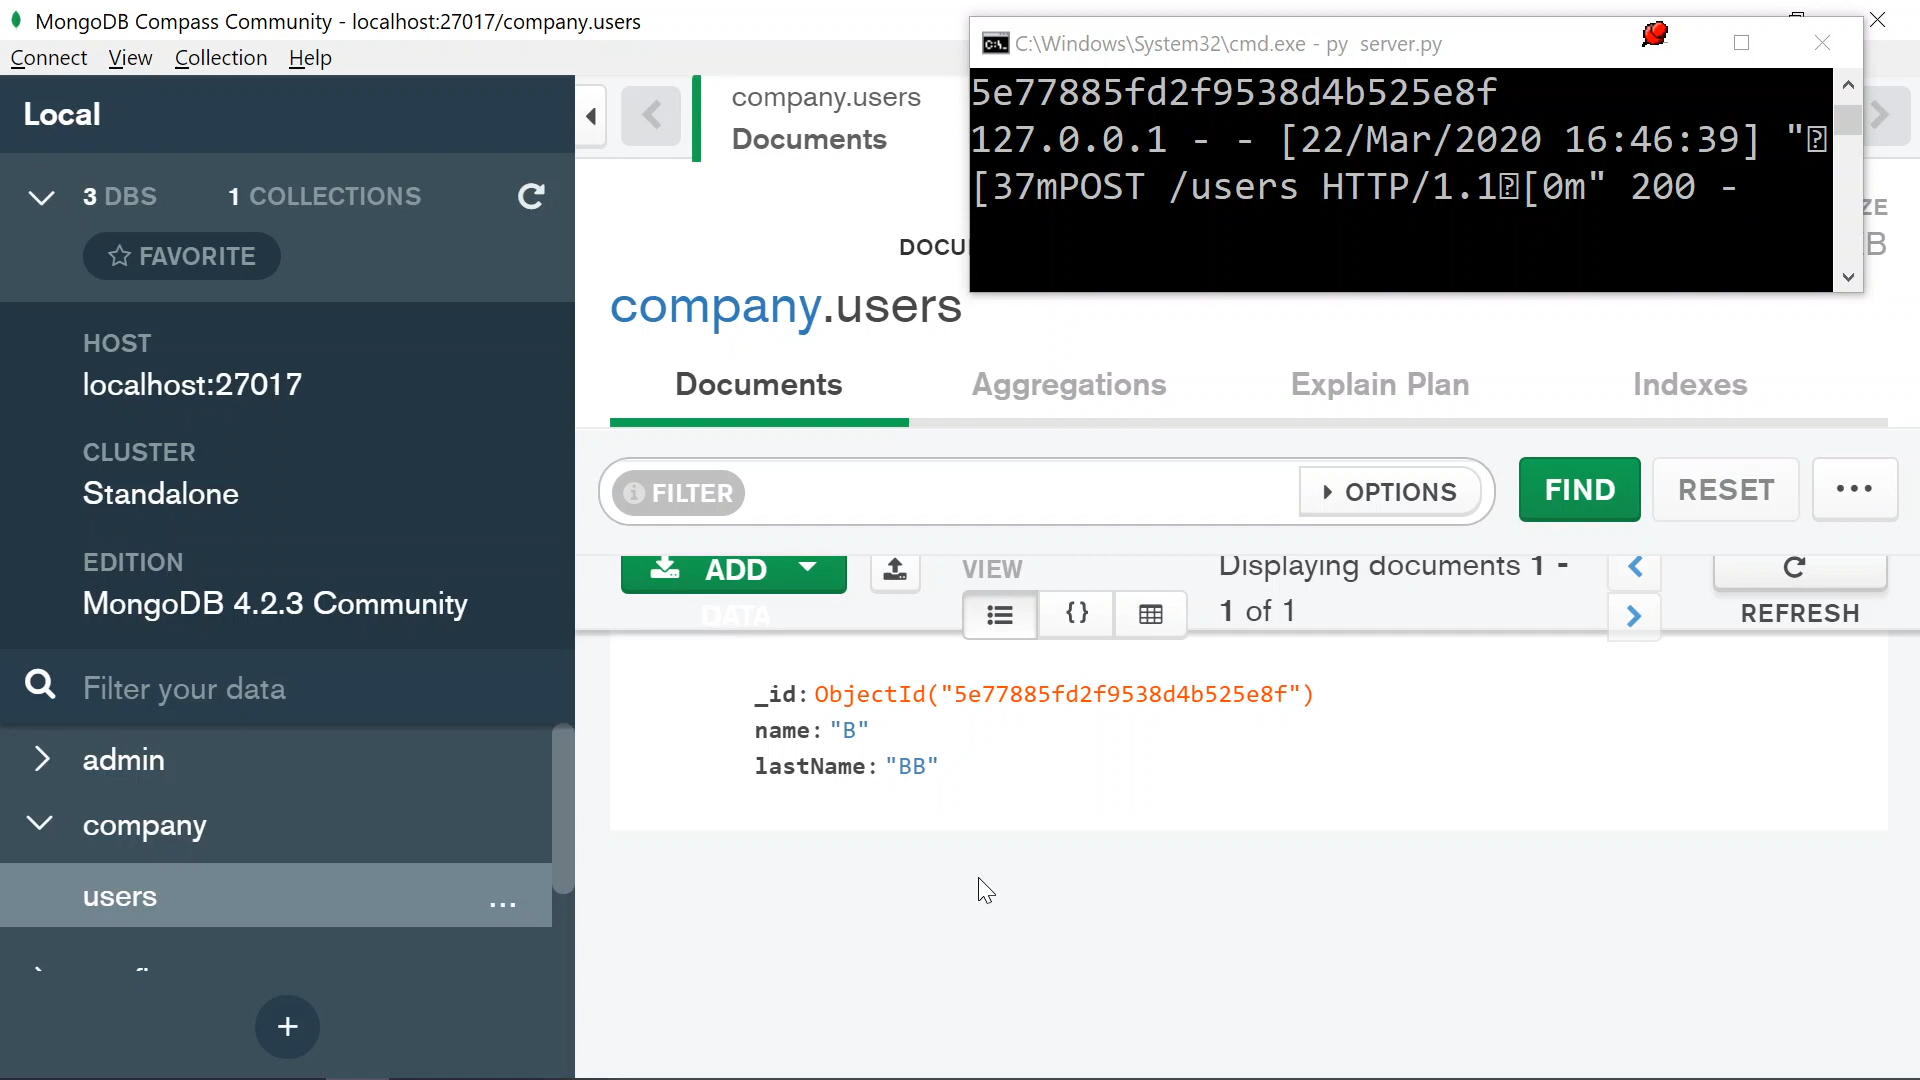 MongoDB Compass Community - localhost:27017/company.users
Connect View Collection Help
C:\Windows\System32\cmd.exe - py server.py
5e77885fd2f9538d4b525e8f
127.0.0.1 - - [22/Mar/2020 16:46:39] "
[37mPOST /users HTTP/1.1[0m" 200 -
Local
3 DBS 1 COLLECTIONS
FAVORITE
HOST
localhost:27017
CLUSTER
Standalone
EDITION
MongoDB 4.2.3 Community
Filter your data
admin
company
users ...
+
company.users
Documents
company.users
Documents Aggregations Explain Plan Indexes
FILTER OPTIONS FIND RESET ...
ADD
DATA
VIEW
{}
Displaying documents 1 -
1 of 1
REFRESH
_id: ObjectId("5e77885fd2f9538d4b525e8f")
name: "B"
lastName: "BB"